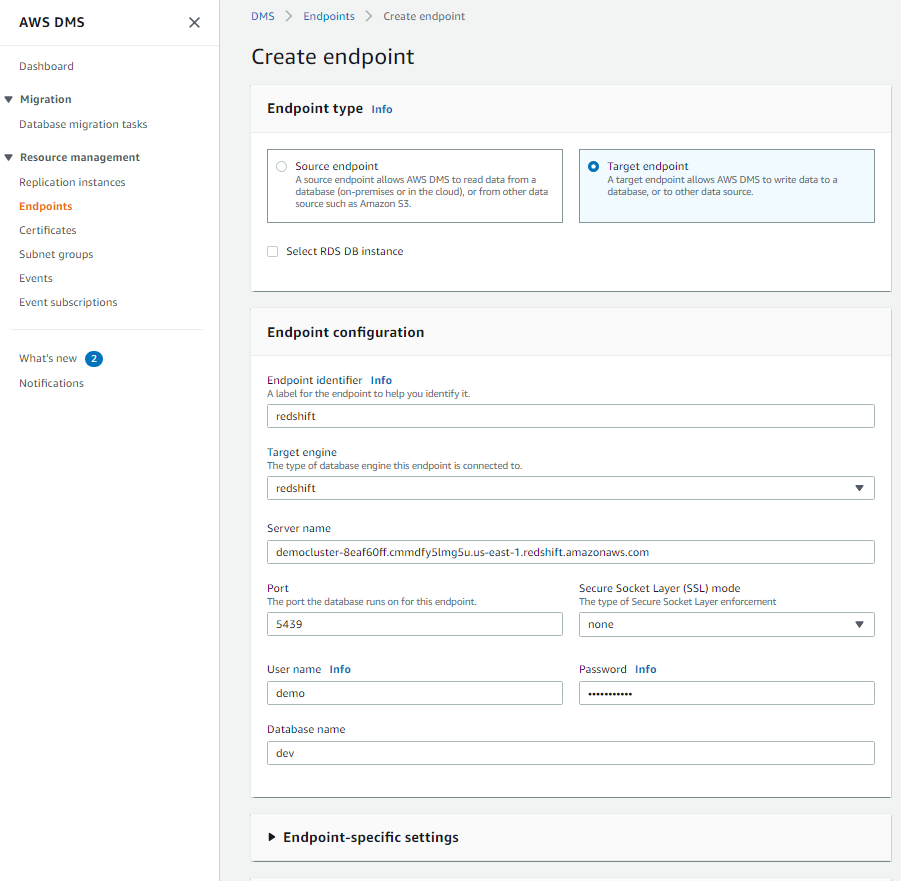 AWS DMS
Dashboard
Migration
Database migration tasks
Resource management
Replication instances
Endpoints
Certificates
Subnet groups
Events
Event subscriptions
What's new 2
Notifications
DMS > Endpoints > Create endpoint
Create endpoint
Endpoint type Info
Source endpoint
A source endpoint allows AWS DMS to read data from a
database (on-premises or in the cloud), or from other data
source such as Amazon S3.
Target endpoint
A target endpoint allows AWS DMS to write data to a
database, or to other data source.
Select RDS DB instance
Endpoint configuration
Endpoint identifier Info
A label for the endpoint to help you identify it.
redshift
Target engine
The type of database engine this endpoint is connected to.
redshift
Server name
democluster-8eaf60ff.cmmdfy5lmg5u.us-east-1.redshift.amazonaws.com
Port
The port the database runs on for this endpoint.
5439
Secure Socket Layer (SSL) mode
The type of Secure Socket Layer enforcement
none
User name Info
demo
Password Info
•••••••••••
Database name
dev
Endpoint-specific settings